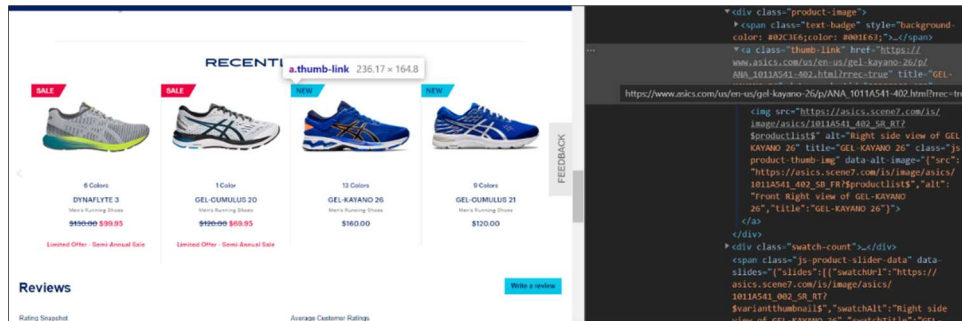 RECENTL
a.thumb-link 236.17 × 164.8
SALE
SALE
NEW
NEW
6 Colors
DYNAFLYTE 3
Men's Running Shoes
$130.00 $99.95
Limited Offer - Semi Annual Sale
1 Color
GEL-CUMULUS 20
Men's Running Shoes
$120.00 $69.95
Limited Offer - Semi Annual Sale
13 Colors
GEL-KAYANO 26
Men's Running Shoes
$160.00
9 Colors
GEL-CUMULUS 21
Men's Running Shoes
$120.00
FEEDBACK
Reviews
Write a review
Rating Snapshot
Average Customer Ratings
<div class="product-image">
<span class="text-badge" style="background-
color: #02C3E6;color: #001E63;">…</span>
<a class="thumb-link" href="https://
www.asics.com/us/en-us/gel-kayano-26/p/
ANA_1011A541-402.html?rrec=true" title="GEL-
https://www.asics.com/us/en-us/gel-kayano-26/p/ANA_1011A541-402.html?rrec=tr
<img src="https://asics.scene7.com/is/
image/asics/1011A541_402_SR_RT?
$productlist$" alt="Right side view of GEL-
KAYANO 26" title="GEL-KAYANO 26" class="js-
product-thumb-img" data-alt-image="{"src":
"https://asics.scene7.com/is/image/asics/
1011A541_402_SB_FR?$productlist$","alt":
"Front Right view of GEL-KAYANO
26","title":"GEL-KAYANO 26"}">
</a>
</div>
<div class="swatch-count">…</div>
<span class="js-product-slider-data" data-
slides="{"slides":[{"swatchUrl":"https://
asics.scene7.com/is/image/asics/
1011A541_002_SR_RT?
$variantthumbnail$","swatchAlt":"Right side
view of GEL-KAYANO 26","swatchTitle":"GEL-